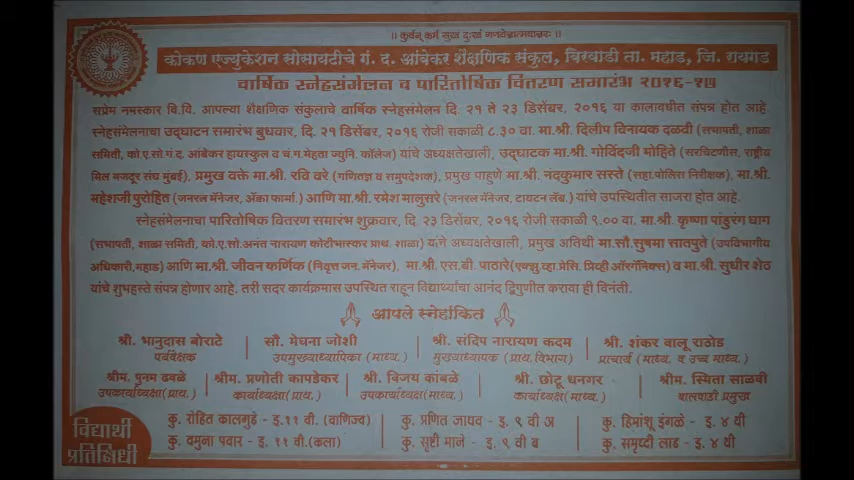 कोकण एज्युकेशन सोसायटीचे गं. द. आंबेकर शैक्षणिक संकुल, बिरवाडी ता. महाड, जि. रायगड
वार्षिक स्नेहसंमेलन व पारितोषिक वितरण समारंभ २०१६-१७
सप्रेम नमस्कार वि.वि. आपल्या शैक्षणिक संकुलाचे वार्षिक स्नेहसंमेलन दि. २१ ते २३ डिसेंबर, २०१६ या कालावधीत संपन्न होत आहे.
स्नेहसंमेलनाचा उद्घाटन समारंभ बुधवार, दि. २१ डिसेंबर, २०१६ रोजी सकाळी ८.३० वा. मा.श्री. दिलीप विनायक दळवी (सभापती, शाळा
समिती, को.ए.सो.गं.द. आंबेकर हायस्कुल व चं.ग.मेहता ज्युनि. कॉलेज) यांचे अध्यक्षतेखाली, उद्घाटक मा.श्री. गोविंदजी मोहिते (सरचिटणीस, राष्ट्रीय
मिल मजदूर संघ मुंबई), प्रमुख वक्ते मा.श्री. रवि वरे (गणितज्ञ व समुपदेशक), प्रमुख पाहुणे मा.श्री. नंदकुमार सस्ते (सहा.पोलिस निरीक्षक), मा.श्री.
महेशजी पुरोहित (जनरल मॅनेजर, ॲक्रा फार्मा.) आणि मा.श्री. रमेश मालुसरे (जनरल मॅनेजर, टायटन लॅब.) यांचे उपस्थितीत साजरा होत आहे.
स्नेहसंमेलनाचा पारितोषिक वितरण समारंभ शुक्रवार, दि. २३ डिसेंबर, २०१६ रोजी सकाळी ९.०० वा. मा.श्री. कृष्णा पांडुरंग घाग
(सभापती, शाळा समिती, को.ए.सो.अनंत नारायण कोटीभास्कर प्राथ. शाळा) यांचे अध्यक्षतेखाली, प्रमुख अतिथी मा.सौ.सुषमा सातपुते (उपविभागीय
अधिकारी,महाड) आणि मा.श्री. जीवन फर्णिक (निवृत्त जन. मॅनेजर), मा.श्री. एस.बी. पाठारे(एक्झु.व्हा.प्रेसि. प्रिव्ही ऑरगॅनिक्स) व मा.श्री. सुधीर शेठ
यांचे शुभहस्ते संपन्न होणार आहे. तरी सदर कार्यक्रमास उपस्थित राहून विद्यार्थ्यांचा आनंद द्विगुणीत करावा ही विनंती.
आपले स्नेहांकित
श्री. भानुदास बोराटे सौ. मेघना जोशी श्री. संदिप नारायण कदम श्री. शंकर वालू राठोड
पर्यवेक्षक उपमुख्याध्यापिका (माध्य.) मुख्याध्यापक (प्राथ.विभाग) प्राचार्य (माध्य. व उच्च माध्य.)
श्रीम. पुनम ढवळे श्रीम. प्रणोती कापडेकर श्री. विजय कांबळे श्री. छोटू धनगर श्रीम. स्मिता साळवी
उपकार्याध्यक्षा(प्राथ.) कार्याध्यक्षा(प्राथ.) उपकार्याध्यक्ष(माध्य.) कार्याध्यक्ष(माध्य.) बालवाडी प्रमुख
विद्यार्थी प्रतिनिधी
कु. रोहित कालगुडे - इ.११ वी. (वाणिज्य) कु. प्रणित जाधव - इ. ९ वी अ कु. हिमांशू इंगळे - इ. ४ थी
कु. यमुना पवार - इ. ११ वी.(कला) कु. सृष्टी माने - इ. ९ वी ब कु. समृध्दी लाड - इ. ४ थी